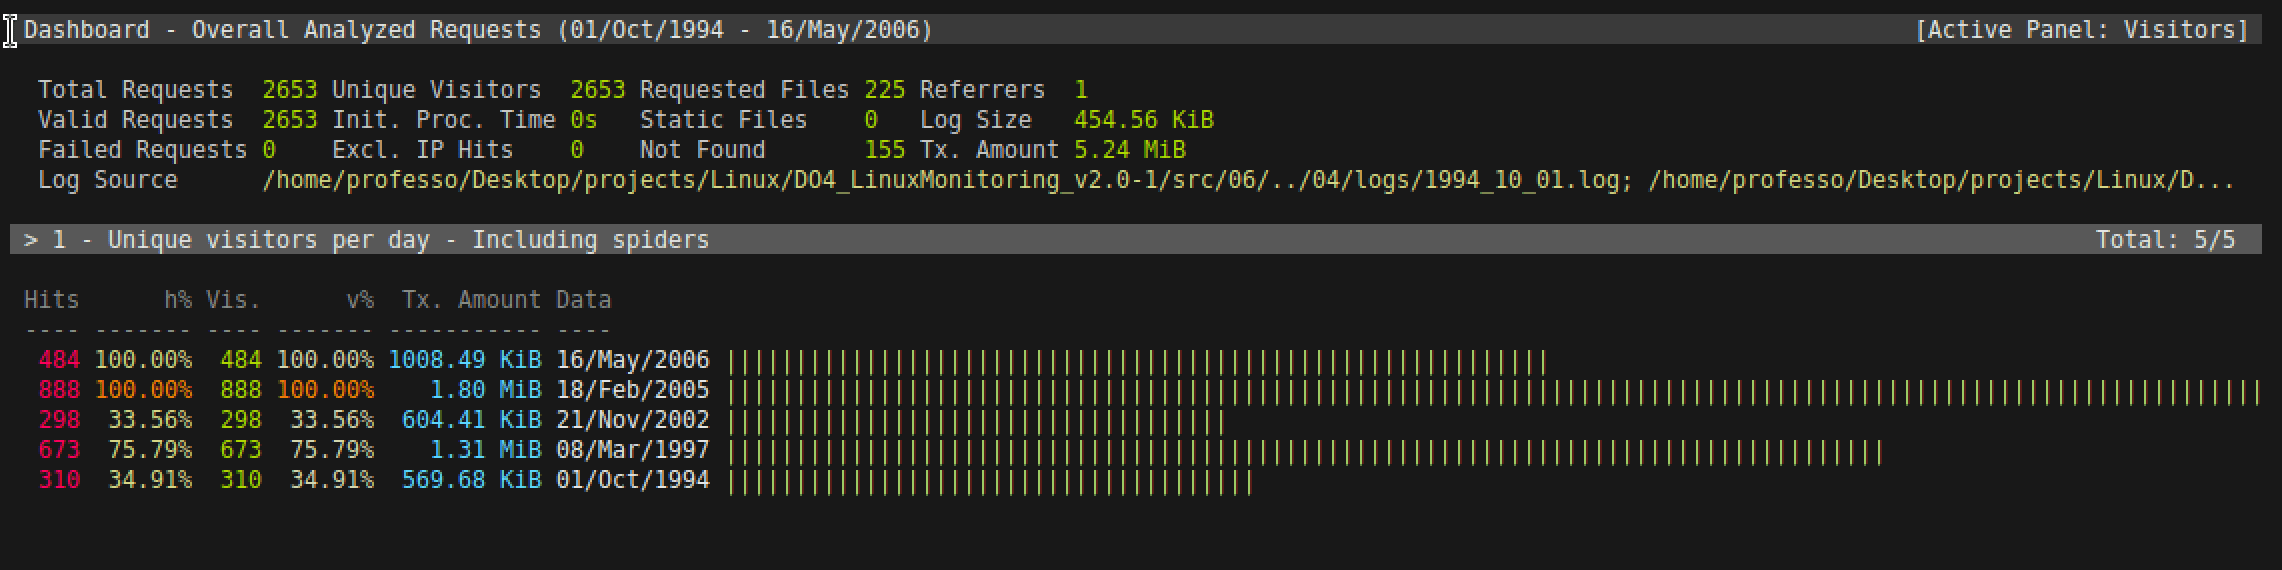 Dashboard - Overall Analyzed Requests (01/Oct/1994 - 16/May/2006) [Active Panel: Visitors]
Total Requests 2653 Unique Visitors 2653 Requested Files 225 Referrers 1
Valid Requests 2653 Init. Proc. Time 0s Static Files 0 Log Size 454.56 KiB
Failed Requests 0 Excl. IP Hits 0 Not Found 155 Tx. Amount 5.24 MiB
Log Source /home/professo/Desktop/projects/Linux/DO4_LinuxMonitoring_v2.0-1/src/06/../04/logs/1994_10_01.log; /home/professo/Desktop/projects/Linux/D...
> 1 - Unique visitors per day - Including spiders Total: 5/5
Hits h% Vis. v% Tx. Amount Data
---- ------- ---- ------- ----------- ----
484 100.00% 484 100.00% 1008.49 KiB 16/May/2006
888 100.00% 888 100.00% 1.80 MiB 18/Feb/2005
298 33.56% 298 33.56% 604.41 KiB 21/Nov/2002
673 75.79% 673 75.79% 1.31 MiB 08/Mar/1997
310 34.91% 310 34.91% 569.68 KiB 01/Oct/1994